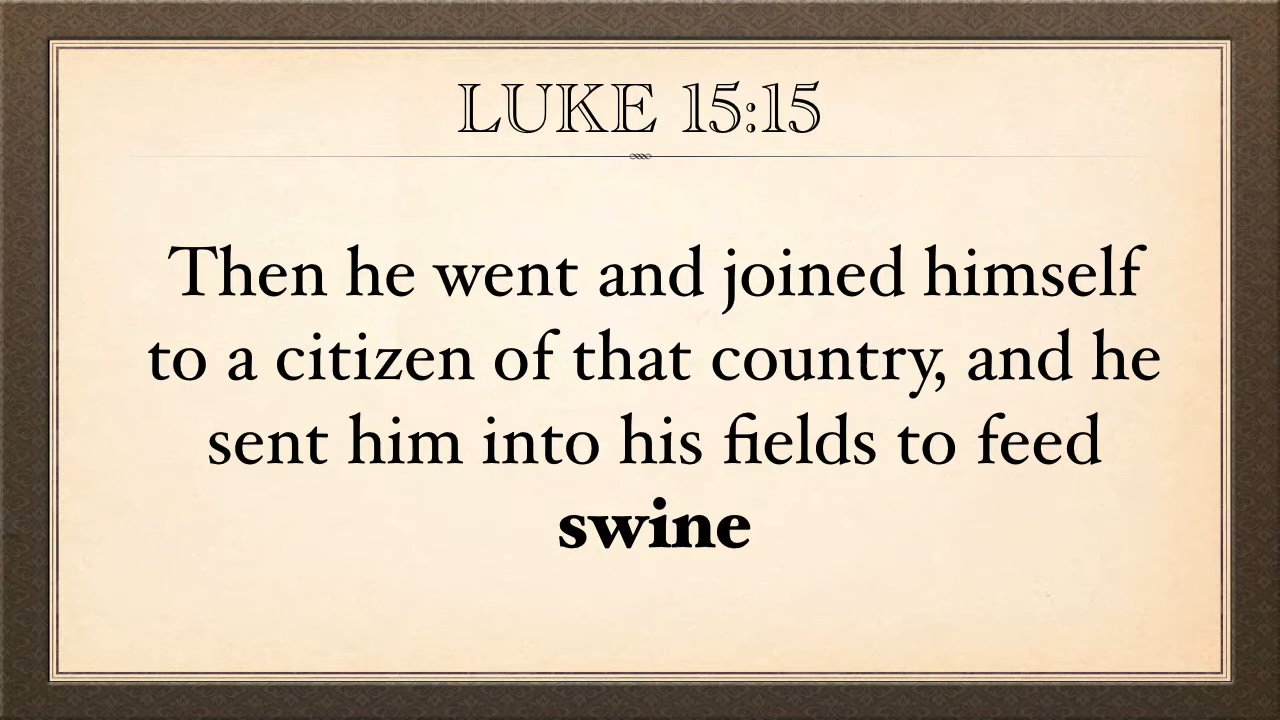 LUKE 15:15
Then he went and joined himself
to a citizen of that country, and he
sent him into his fields to feed
swine